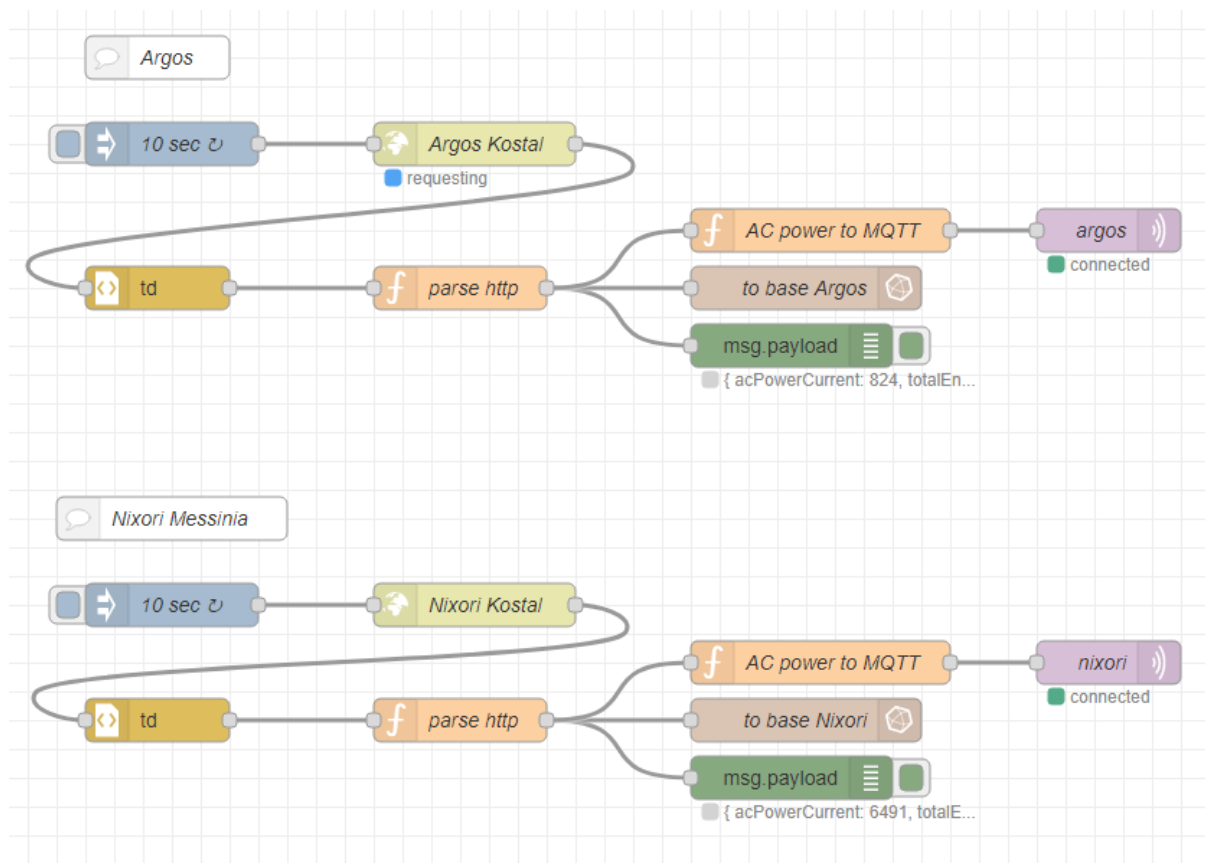 Argos
10 sec ↻
Argos Kostal
requesting
AC power to MQTT
argos
connected
td
parse http
to base Argos
msg.payload
{ acPowerCurrent: 824, totalEn...
Nixori Messinia
10 sec ↻
Nixori Kostal
AC power to MQTT
nixori
connected
td
parse http
to base Nixori
msg.payload
{ acPowerCurrent: 6491, totalE...